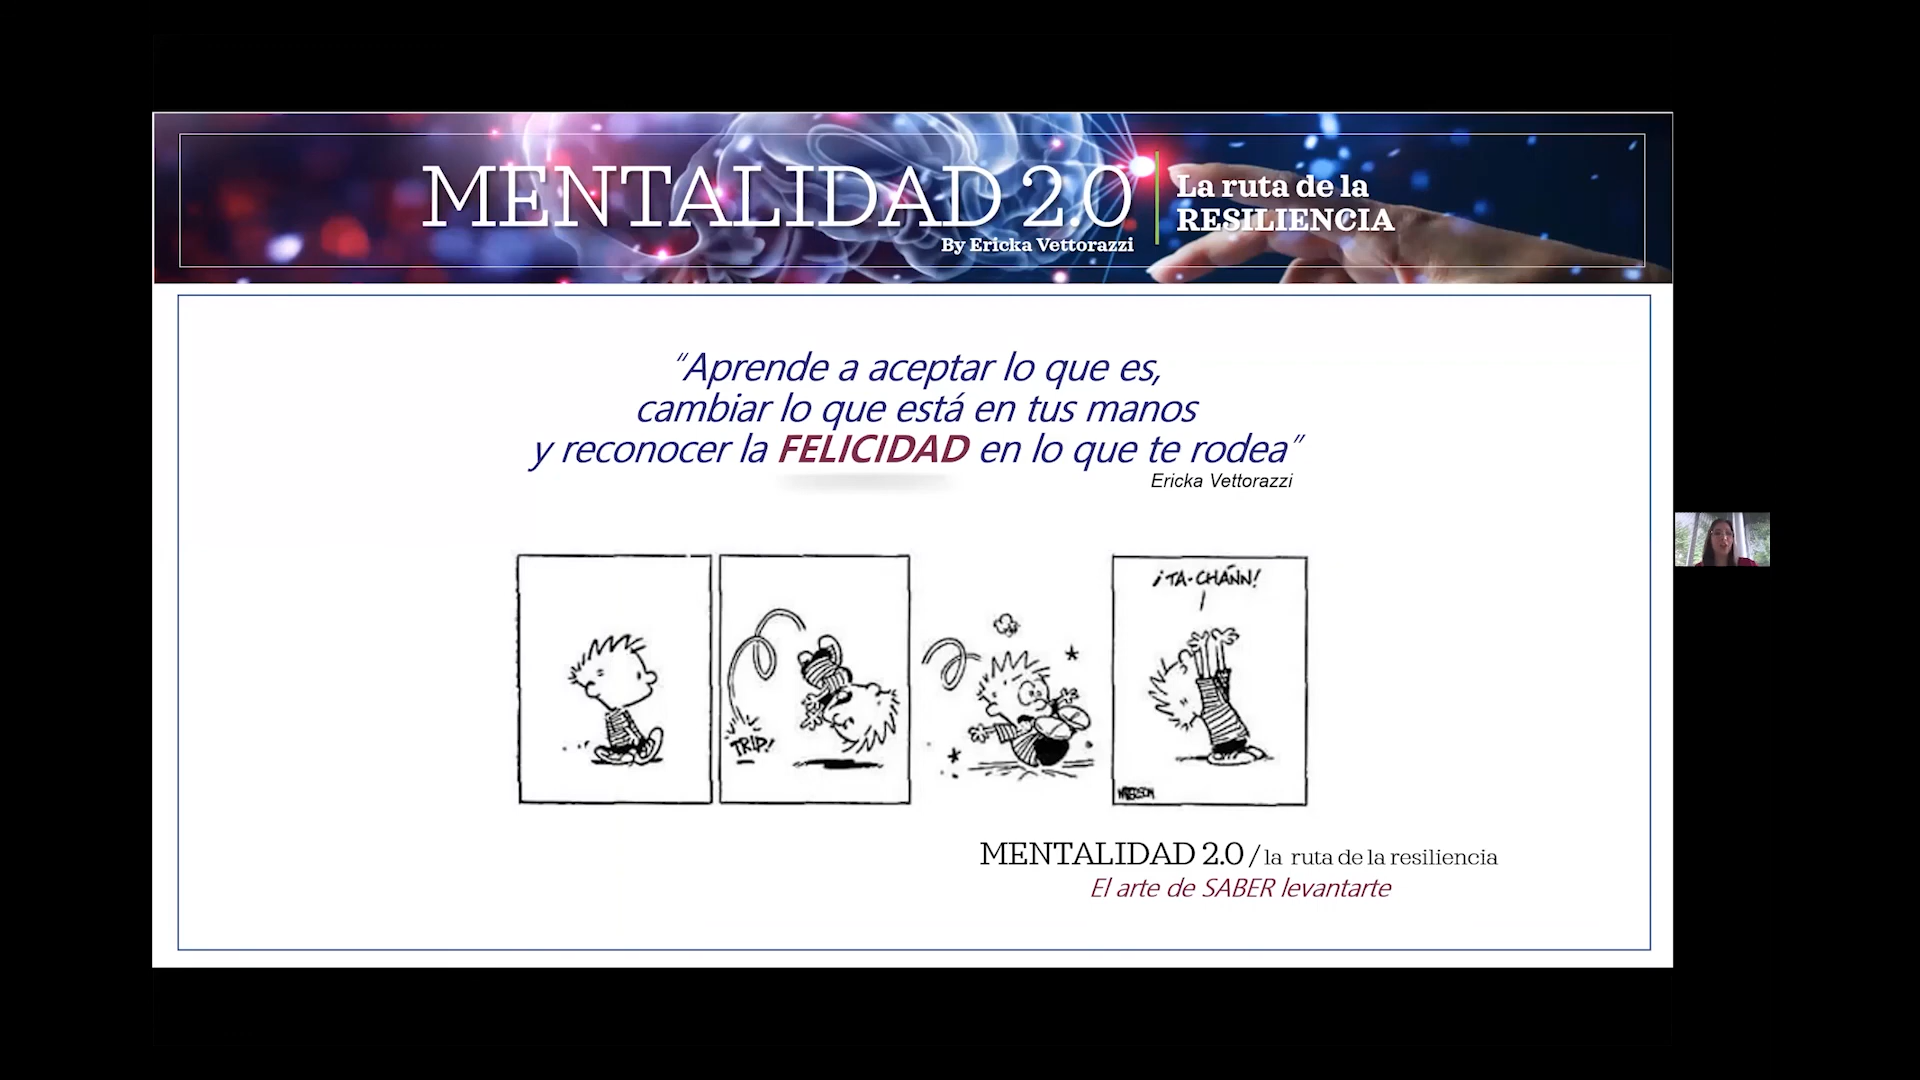 MENTALIDAD 2.0
By Ericka Vettorazzi
La ruta de la
RESILIENCIA
“Aprende a aceptar lo que es,
cambiar lo que está en tus manos
y reconocer la FELICIDAD en lo que te rodea”
Ericka Vettorazzi
TRIP!
¡TA-CHÁNN!
WATERSON
MENTALIDAD 2.0 / la ruta de la resiliencia
El arte de SABER levantarte